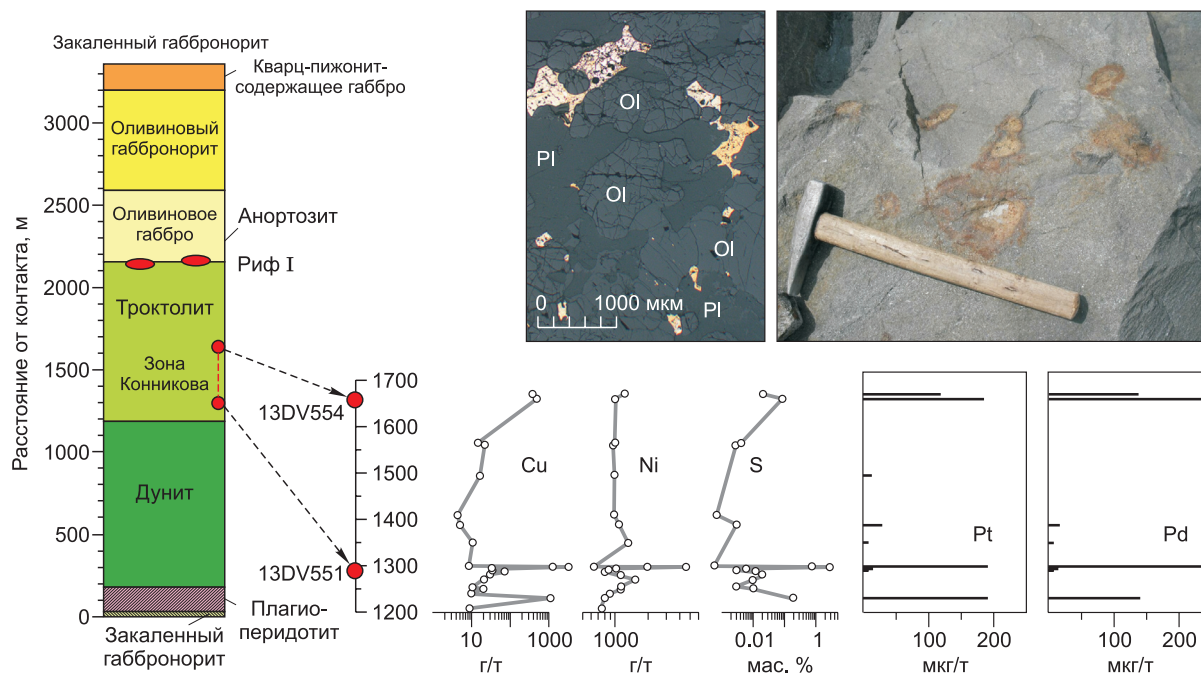 Закаленный габбронорит
Кварц-пижонит-
содержащее габбро
Расстояние от контакта, м
3000
2500
2000
1500
1000
500
0
Оливиновый
габбронорит
Оливиновое
габбро
Анортозит
Риф I
Троктолит
Зона
Конникова
Дунит
Плагио-
перидотит
Закаленный
габбронорит
Ol
Pl
Ol
Ol
Pl
0 1000 мкм
13DV554
13DV551
1700
1600
1500
1400
1300
1200
Cu
10 1000
г/т
Ni
1000
г/т
S
0.01 1
мас. %
Pt
100 200
мкг/т
Pd
100 200
мкг/т